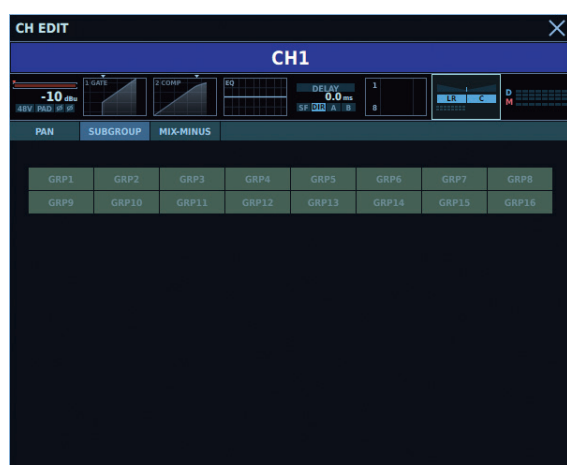 CH EDIT
CH1
-10 dBu
48V PAD Ø Ø
1 GATE
2 COMP
EQ
DELAY
0.0 ms
SF DIR A B
1
8
LR C
D
M
PAN SUBGROUP MIX-MINUS
GRP1 GRP2 GRP3 GRP4 GRP5 GRP6 GRP7 GRP8
GRP9 GRP10 GRP11 GRP12 GRP13 GRP14 GRP15 GRP16